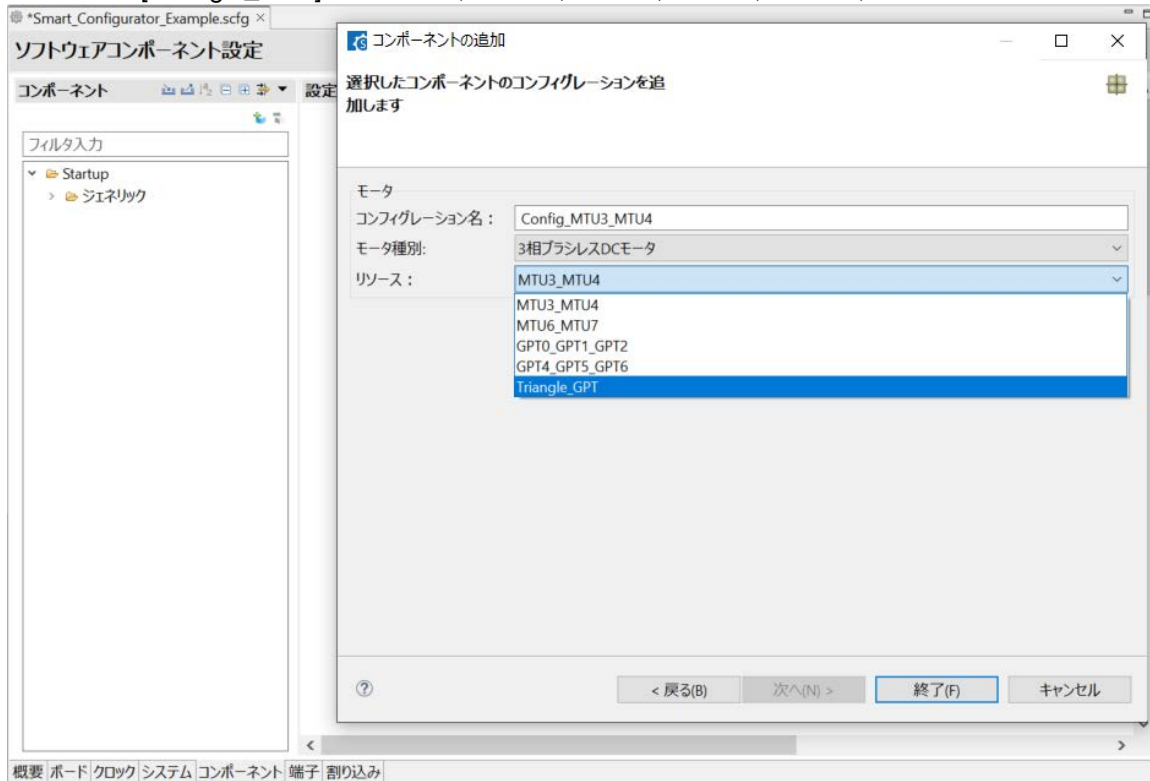 *Smart_Configurator_Example.scfg
ソフトウェアコンポーネント設定
コンポーネント
設定
フィルタ入力
Startup
ジェネリック
コンポーネントの追加
選択したコンポーネントのコンフィグレーションを追
加します
モータ
コンフィグレーション名：
Config_MTU3_MTU4
モータ種別:
3相ブラシレスDCモータ
リソース：
MTU3_MTU4
MTU3_MTU4
MTU6_MTU7
GPT0_GPT1_GPT2
GPT4_GPT5_GPT6
Triangle_GPT
< 戻る(B)
次へ(N) >
終了(F)
キャンセル
概要 ボード クロック システム コンポーネント 端子 割り込み